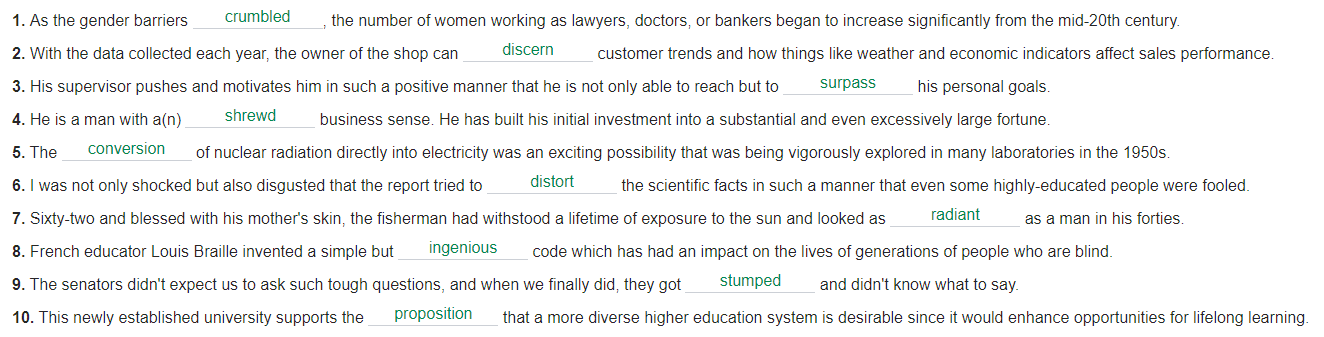 1. As the gender barriers crumbled, the number of women working as lawyers, doctors, or bankers began to increase significantly from the mid-20th century.
2. With the data collected each year, the owner of the shop can discern customer trends and how things like weather and economic indicators affect sales performance.
3. His supervisor pushes and motivates him in such a positive manner that he is not only able to reach but to surpass his personal goals.
4. He is a man with a(n) shrewd business sense. He has built his initial investment into a substantial and even excessively large fortune.
5. The conversion of nuclear radiation directly into electricity was an exciting possibility that was being vigorously explored in many laboratories in the 1950s.
6. I was not only shocked but also disgusted that the report tried to distort the scientific facts in such a manner that even some highly-educated people were fooled.
7. Sixty-two and blessed with his mother's skin, the fisherman had withstood a lifetime of exposure to the sun and looked as radiant as a man in his forties.
8. French educator Louis Braille invented a simple but ingenious code which has had an impact on the lives of generations of people who are blind.
9. The senators didn't expect us to ask such tough questions, and when we finally did, they got stumped and didn't know what to say.
10. This newly established university supports the proposition that a more diverse higher education system is desirable since it would enhance opportunities for lifelong learning.